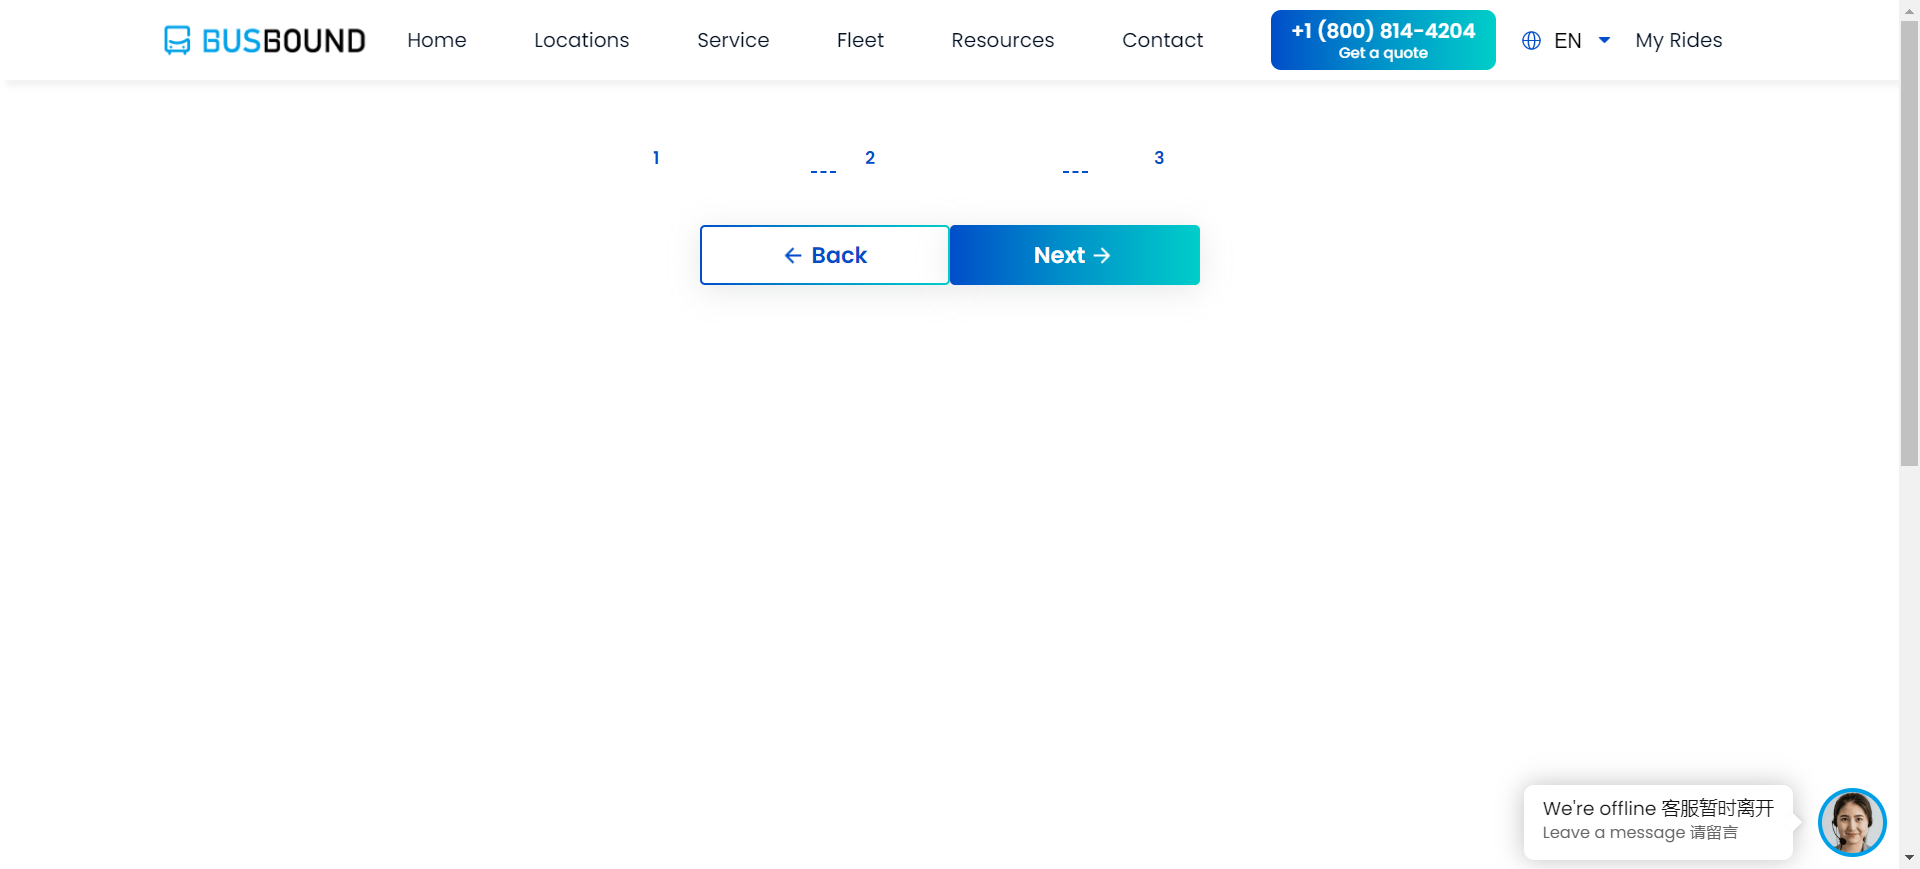 BUSBOUND
Home
Locations
Service
Fleet
Resources
Contact
+1 (800) 814-4204
Get a quote
EN
My Rides
1
---
2
---
3
← Back
Next →
We're offline 客服暂时离开
Leave a message 请留言